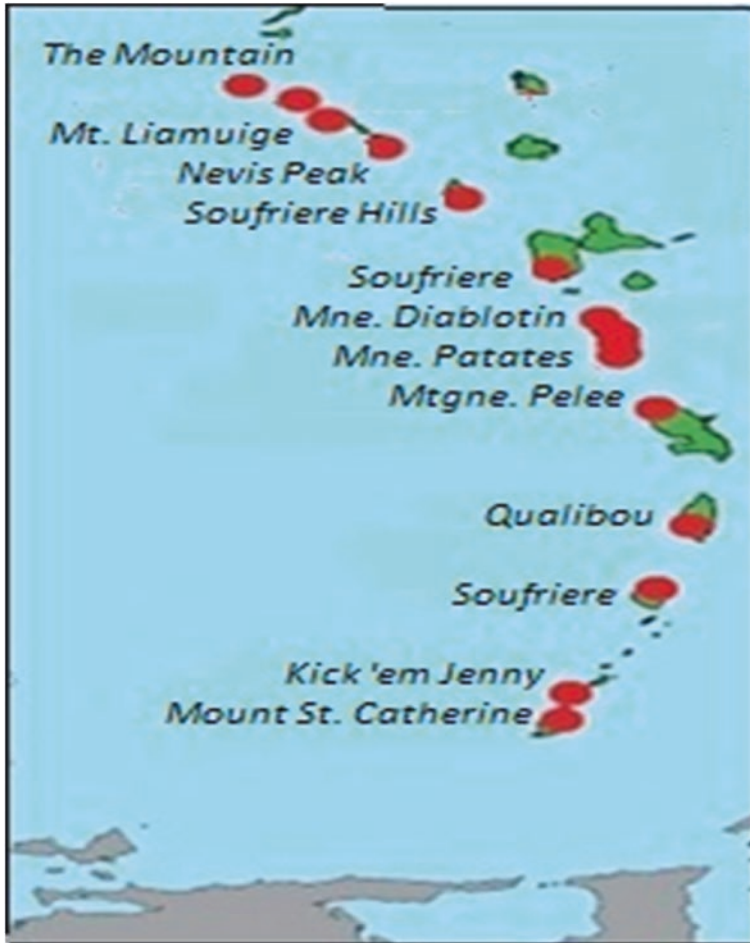 The Mountain
Mt. Liamuige
Nevis Peak
Soufriere Hills
Soufriere
Mne. Diablotin
Mne. Patates
Mtgne. Pelee
Qualibou
Soufriere
Kick 'em Jenny
Mount St. Catherine